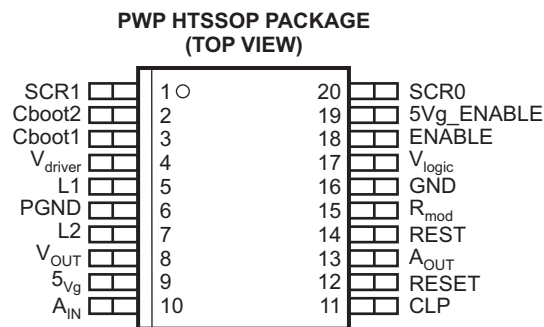 PWP HTSSOP PACKAGE
(TOP VIEW)
SCR1 1 20 SCR0
Cboot2 2 19 5Vg_ENABLE
Cboot1 3 18 ENABLE
Vdriver 4 17 Vlogic
L1 5 16 GND
PGND 6 15 Rmod
L2 7 14 REST
VOUT 8 13 AOUT
5Vg 9 12 RESET
AIN 10 11 CLP